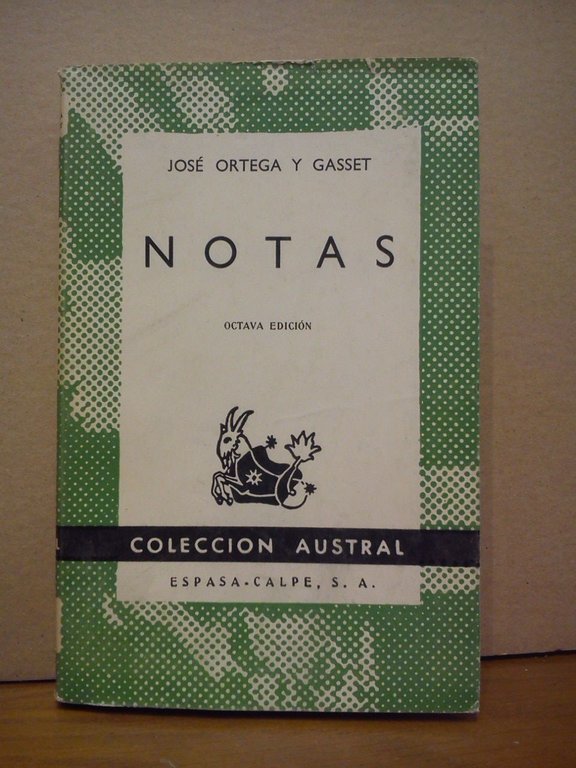 JOSÉ ORTEGA Y GASSET
NOTAS
OCTAVA EDICIÓN
COLECCION AUSTRAL
ESPASA-CALPE, S. A.